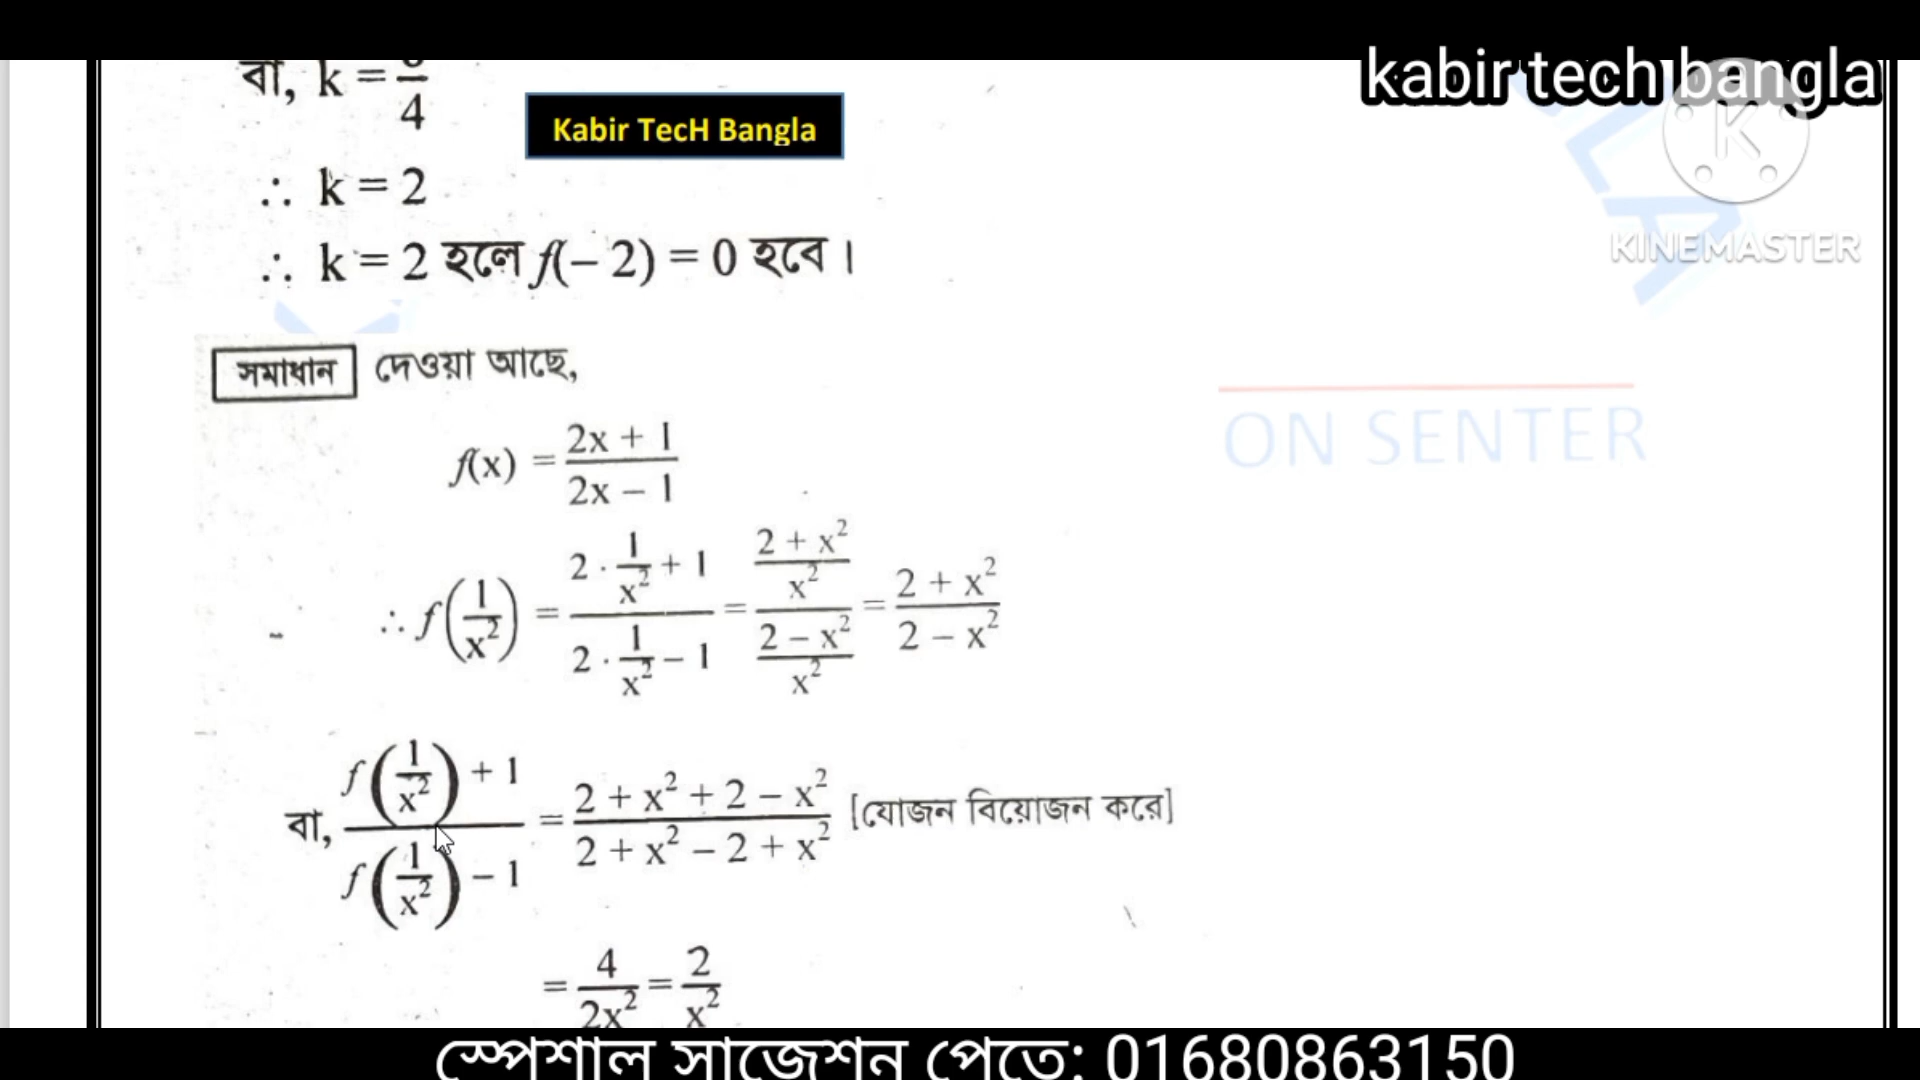 kabir tech bangla
বা, k = /4
Kabir TecH Bangla
K
∴ k = 2
KINEMASTER
∴ k = 2 হলে f(– 2) = 0 হবে।
সমাধান দেওয়া আছে,
ON SENTER
f(x) = (2x + 1)/(2x – 1)
∴ f(1/x²) = (2 · 1/x² + 1)/(2 · 1/x² – 1) = ((2 + x²)/x²)/((2 – x²)/x²) = (2 + x²)/(2 – x²)
বা, (f(1/x²) + 1)/(f(1/x²) – 1) = (2 + x² + 2 – x²)/(2 + x² – 2 + x²) [যোজন বিয়োজন করে]
= 4/2x² = 2/x²
স্পেশাল সাজেশন পেতে: 01680863150